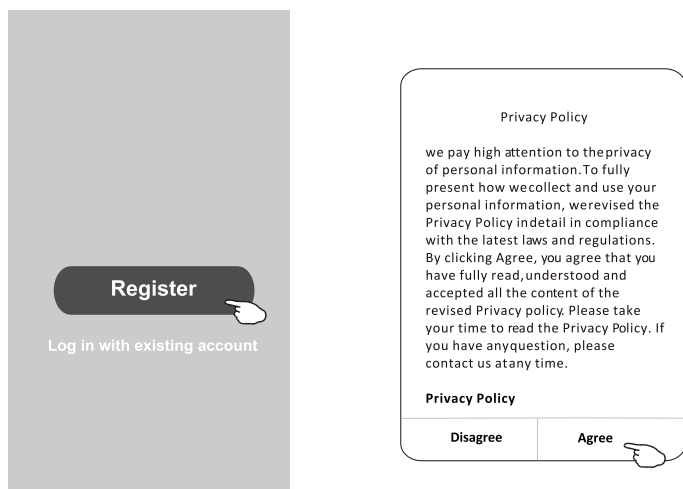 Register
Log in with existing account
Privacy Policy
we pay high attention to theprivacy
of personal information.To fully
present how wecollect and use your
personal information, werevised the
Privacy Policy indetail in compliance
with the latest laws and regulations.
By clicking Agree, you agree that you
have fully read,understood and
accepted all the content of the
revised Privacy policy. Please take
your time to read the Privacy Policy. If
you have anyquestion, please
contact us atany time.
Privacy Policy
Disagree
Agree